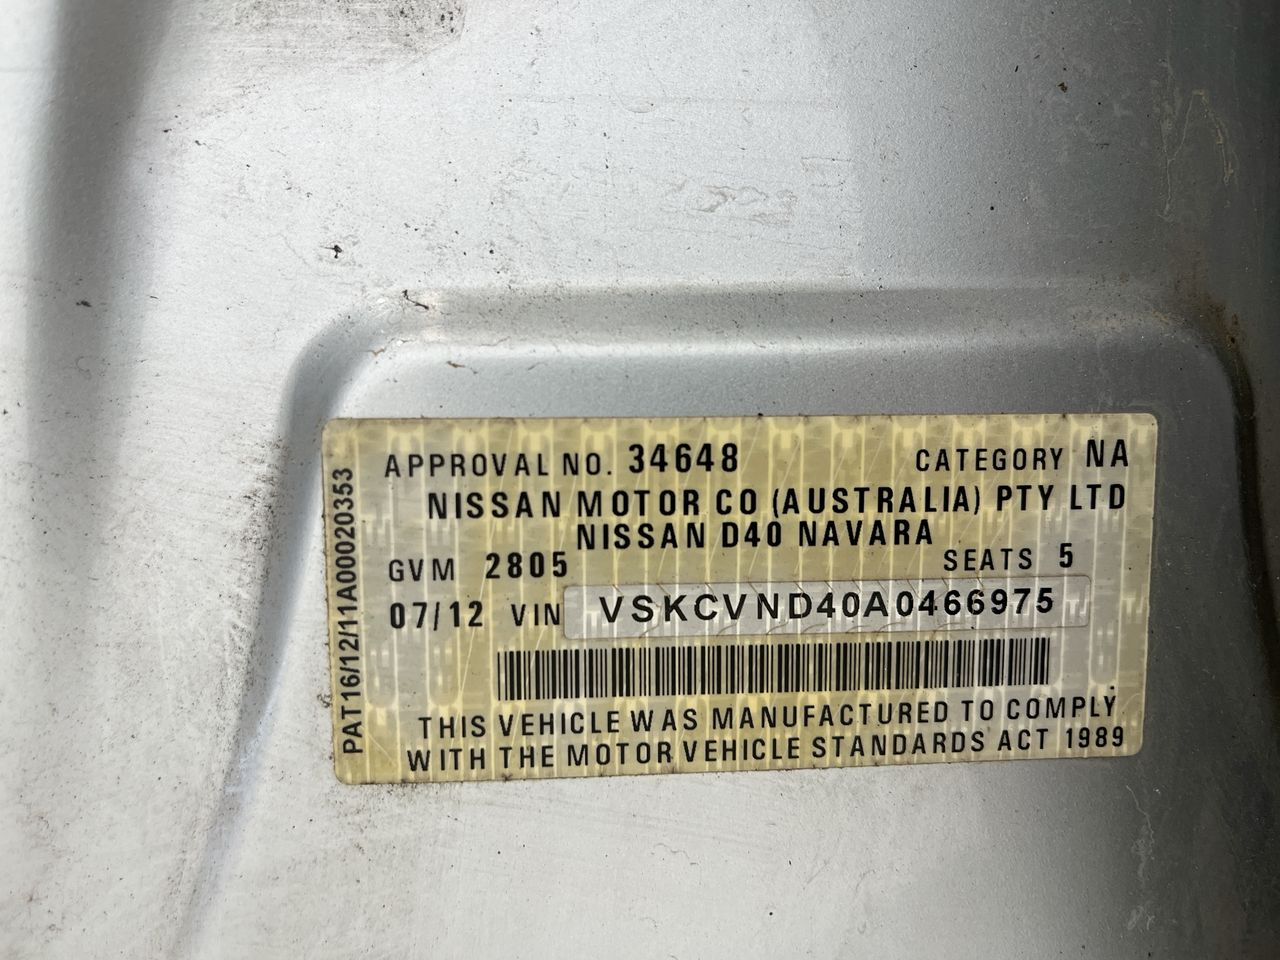 PAT16/12/11A00020353
APPROVAL NO. 34648 CATEGORY NA
NISSAN MOTOR CO (AUSTRALIA) PTY LTD
NISSAN D40 NAVARA
GVM 2805 SEATS 5
07/12 VIN VSKCVND40A0466975
THIS VEHICLE WAS MANUFACTURED TO COMPLY
WITH THE MOTOR VEHICLE STANDARDS ACT 1989